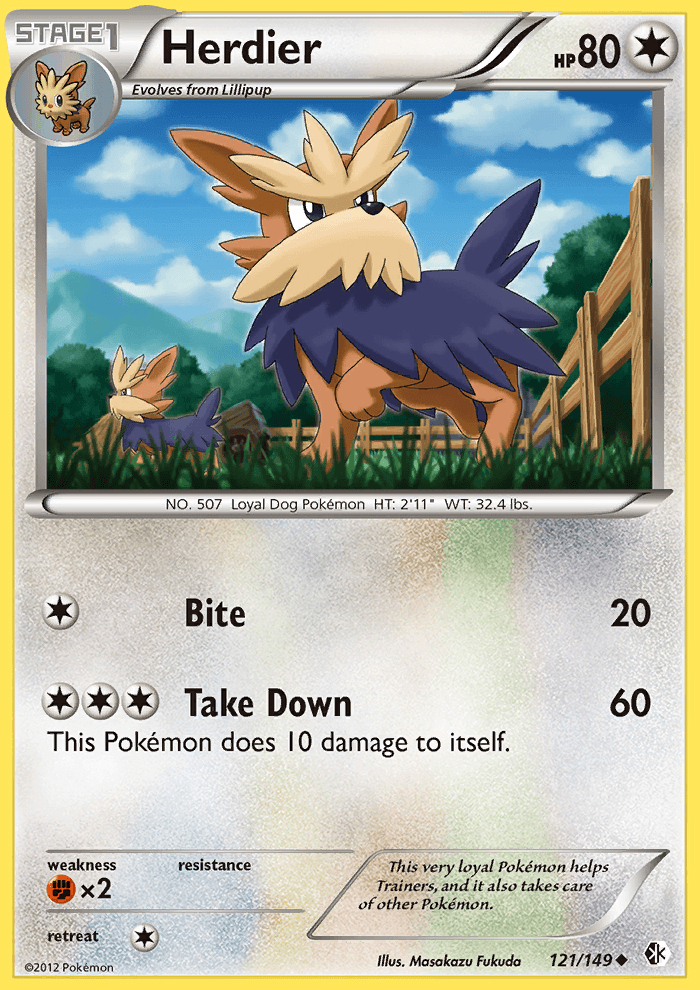 STAGE1
Herdier
HP80
Evolves from Lillipup
NO. 507 Loyal Dog Pokémon HT: 2'11" WT: 32.4 lbs.
Bite 20
Take Down 60
This Pokémon does 10 damage to itself.
weakness resistance
×2
This very loyal Pokémon helps
Trainers, and it also takes care
of other Pokémon.
retreat
©2012 Pokémon
Illus. Masakazu Fukuda 121/149